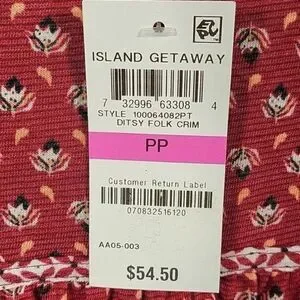 ISLAND GETAWAY
7 32996 63308 4
STYLE 100064082PT
DITSY FOLK CRIM
PP
Customer Return Label
070832516120
AA05-003
$54.50